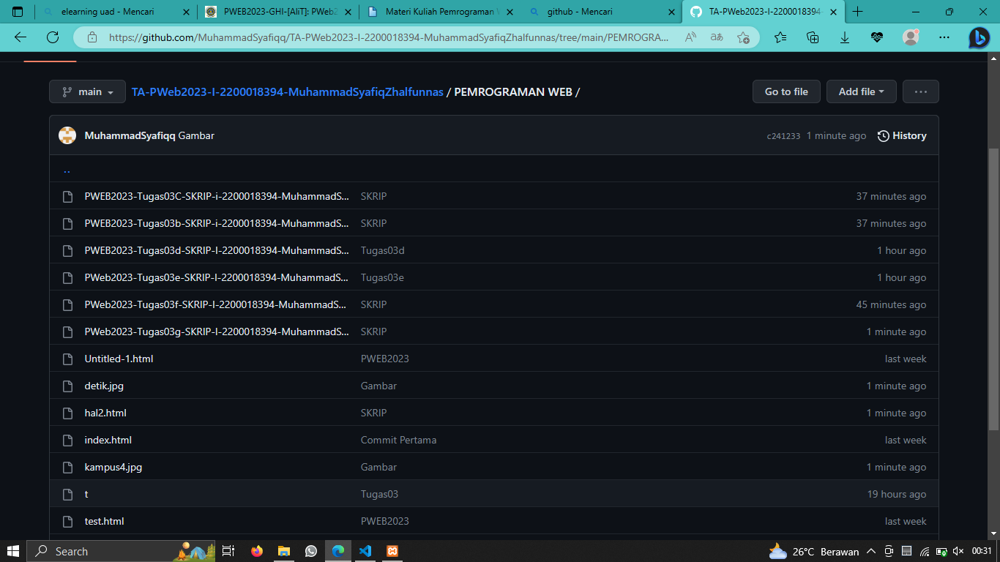 elearning uad - Mencari
PWEB2023-GHI-[AliT]: PWeb2
Materi Kuliah Pemrograman
github - Mencari
TA-PWeb2023-I-2200018394-
https://github.com/MuhammadSyafiqq/TA-PWeb2023-I-2200018394-MuhammadSyafiqZhalfunnas/tree/main/PEMROGRA...
main TA-PWeb2023-I-2200018394-MuhammadSyafiqZhalfunnas / PEMROGRAMAN WEB / Go to file Add file ...
MuhammadSyafiqq Gambar c241233 1 minute ago History
..
PWEB2023-Tugas03C-SKRIP-i-2200018394-MuhammadS... SKRIP 37 minutes ago
PWEB2023-Tugas03b-SKRIP-i-2200018394-MuhammadS... SKRIP 37 minutes ago
PWEB2023-Tugas03d-SKRIP-I-2200018394-MuhammadS... Tugas03d 1 hour ago
PWeb2023-Tugas03e-SKRIP-I-2200018394-MuhammadS... Tugas03e 1 hour ago
PWeb2023-Tugas03f-SKRIP-I-2200018394-MuhammadS... SKRIP 45 minutes ago
PWeb2023-Tugas03g-SKRIP-I-2200018394-MuhammadS... SKRIP 1 minute ago
Untitled-1.html PWEB2023 last week
detik.jpg Gambar 1 minute ago
hal2.html SKRIP 1 minute ago
index.html Commit Pertama last week
kampus4.jpg Gambar 1 minute ago
t Tugas03 19 hours ago
test.html PWEB2023 last week
Search 26°C Berawan 00:31